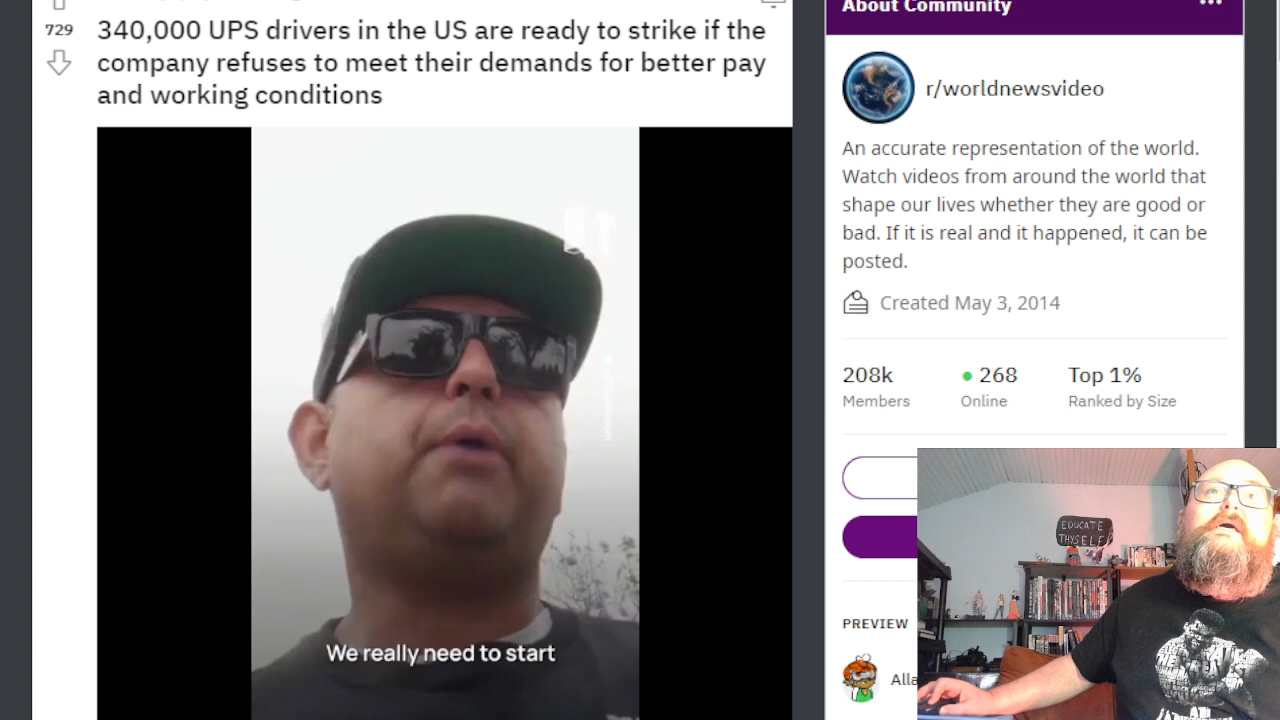 729
340,000 UPS drivers in the US are ready to strike if the
company refuses to meet their demands for better pay
and working conditions
We really need to start
About Community
r/worldnewsvideo
An accurate representation of the world.
Watch videos from around the world that
shape our lives whether they are good or
bad. If it is real and it happened, it can be
posted.
Created May 3, 2014
208k
Members
268
Online
Top 1%
Ranked by Size
PREVIEW
Alla
EDUCATE
THYSELF